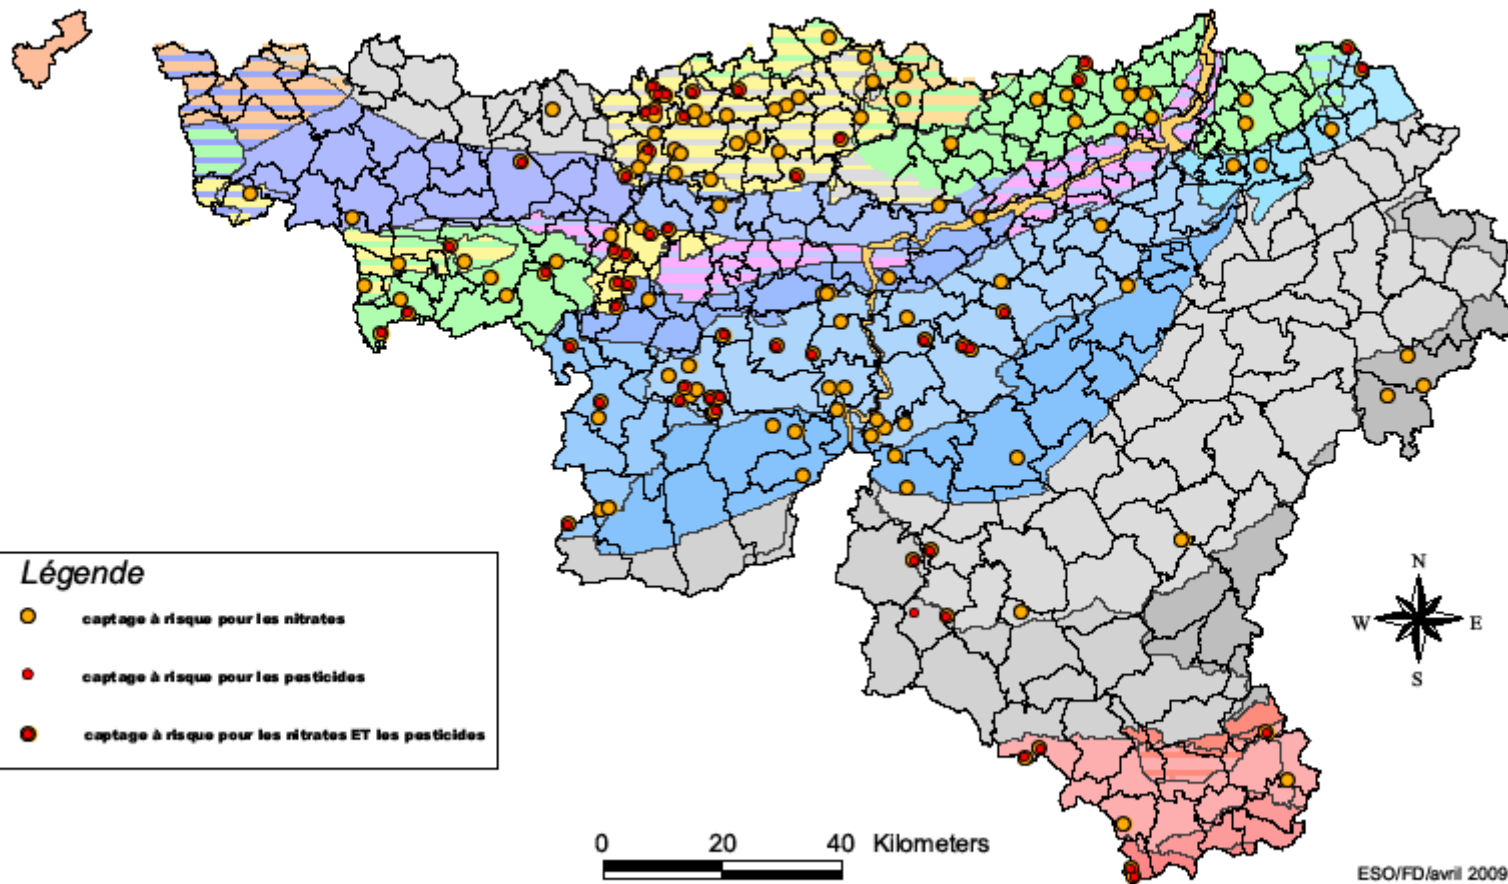 Légende
captage à risque pour les nitrates
captage à risque pour les pesticides
captage à risque pour les nitrates ET les pesticides
N
W E
S
0 20 40 Kilometers
ESO/FD/avril 2009